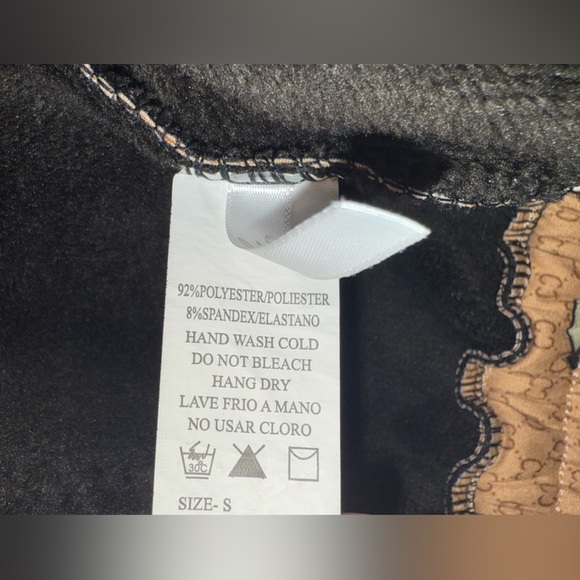 92%POLYESTER/POLIESTER
8%SPANDEX/ELASTANO
HAND WASH COLD
DO NOT BLEACH
HANG DRY
LAVE FRIO A MANO
NO USAR CLORO
30C
SIZE- S